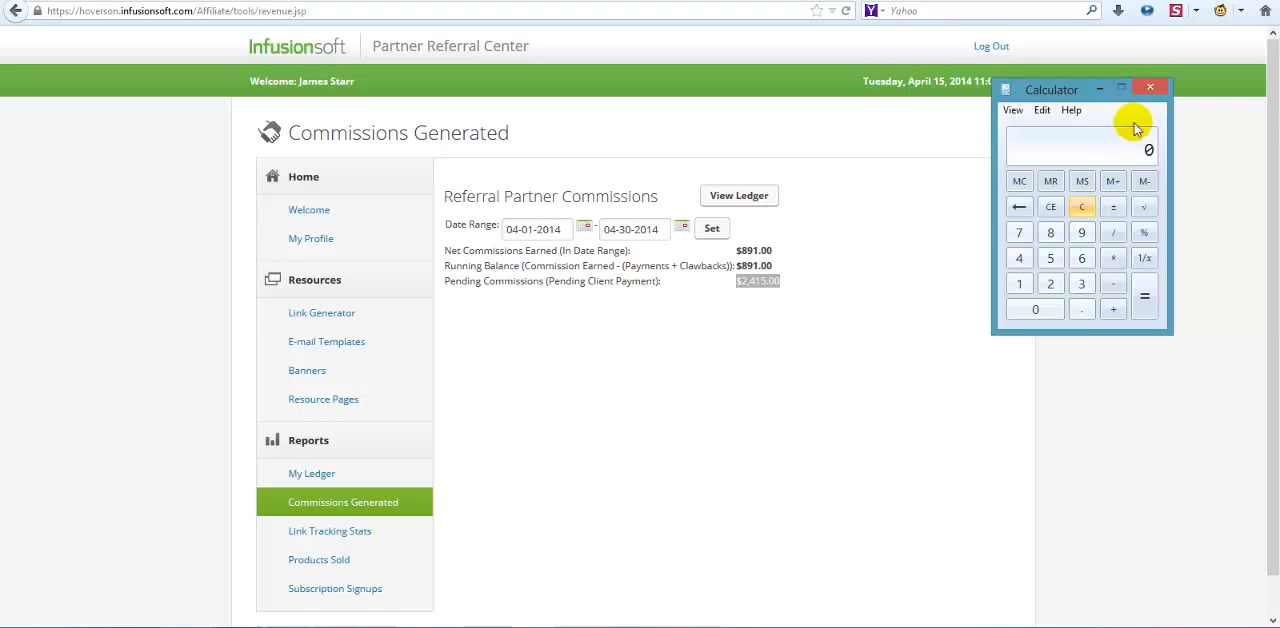 https://hoverson.infusionsoft.com/Affiliate/tools/revenue.jsp
Yahoo
Infusionsoft
Partner Referral Center
Log Out
Welcome: James Starr
Tuesday, April 15, 2014 11:0
Commissions Generated
Home
Welcome
My Profile
Resources
Link Generator
E-mail Templates
Banners
Resource Pages
Reports
My Ledger
Commissions Generated
Link Tracking Stats
Products Sold
Subscription Signups
Referral Partner Commissions
View Ledger
Date Range: 04-01-2014 - 04-30-2014 Set
Net Commissions Earned (In Date Range): $891.00
Running Balance (Commission Earned - (Payments + Clawbacks)): $891.00
Pending Commissions (Pending Client Payment): $2,415.00
Calculator
View Edit Help
0
MC MR MS M+ M-
← CE C ± √
7 8 9 / %
4 5 6 * 1/x
1 2 3 - =
0 . +